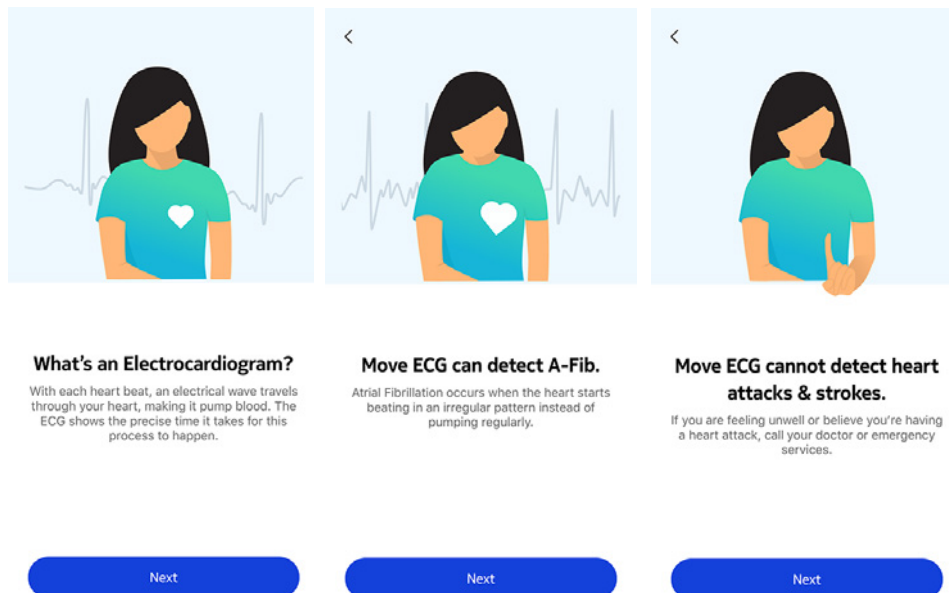 What's an Electrocardiogram?
With each heart beat, an electrical wave travels
through your heart, making it pump blood. The
ECG shows the precise time it takes for this
process to happen.
Next
Move ECG can detect A-Fib.
Atrial Fibrillation occurs when the heart starts
beating in an irregular pattern instead of
pumping regularly.
Next
Move ECG cannot detect heart
attacks & strokes.
If you are feeling unwell or believe you're having
a heart attack, call your doctor or emergency
services.
Next